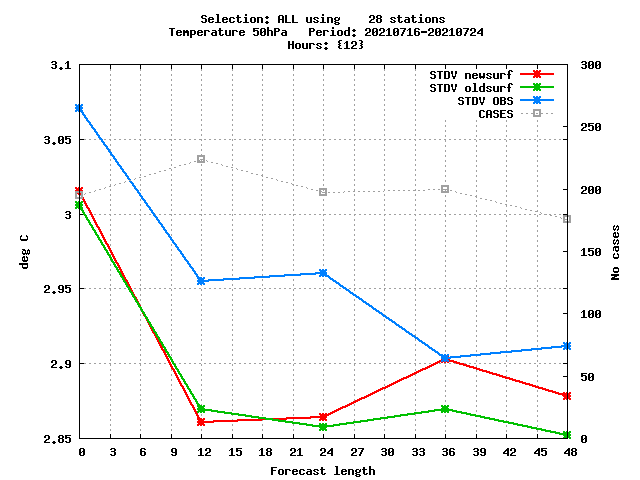 Selection: ALL using    28 stations
Temperature 50hPa   Period: 20210716-20210724
Hours: {12}
STDV newsurf
STDV oldsurf
STDV OBS
CASES
3.1
3.05
3
2.95
2.9
2.85
deg C
300
250
200
150
100
50
0
No cases
0 3 6 9 12 15 18 21 24 27 30 33 36 39 42 45 48
Forecast length